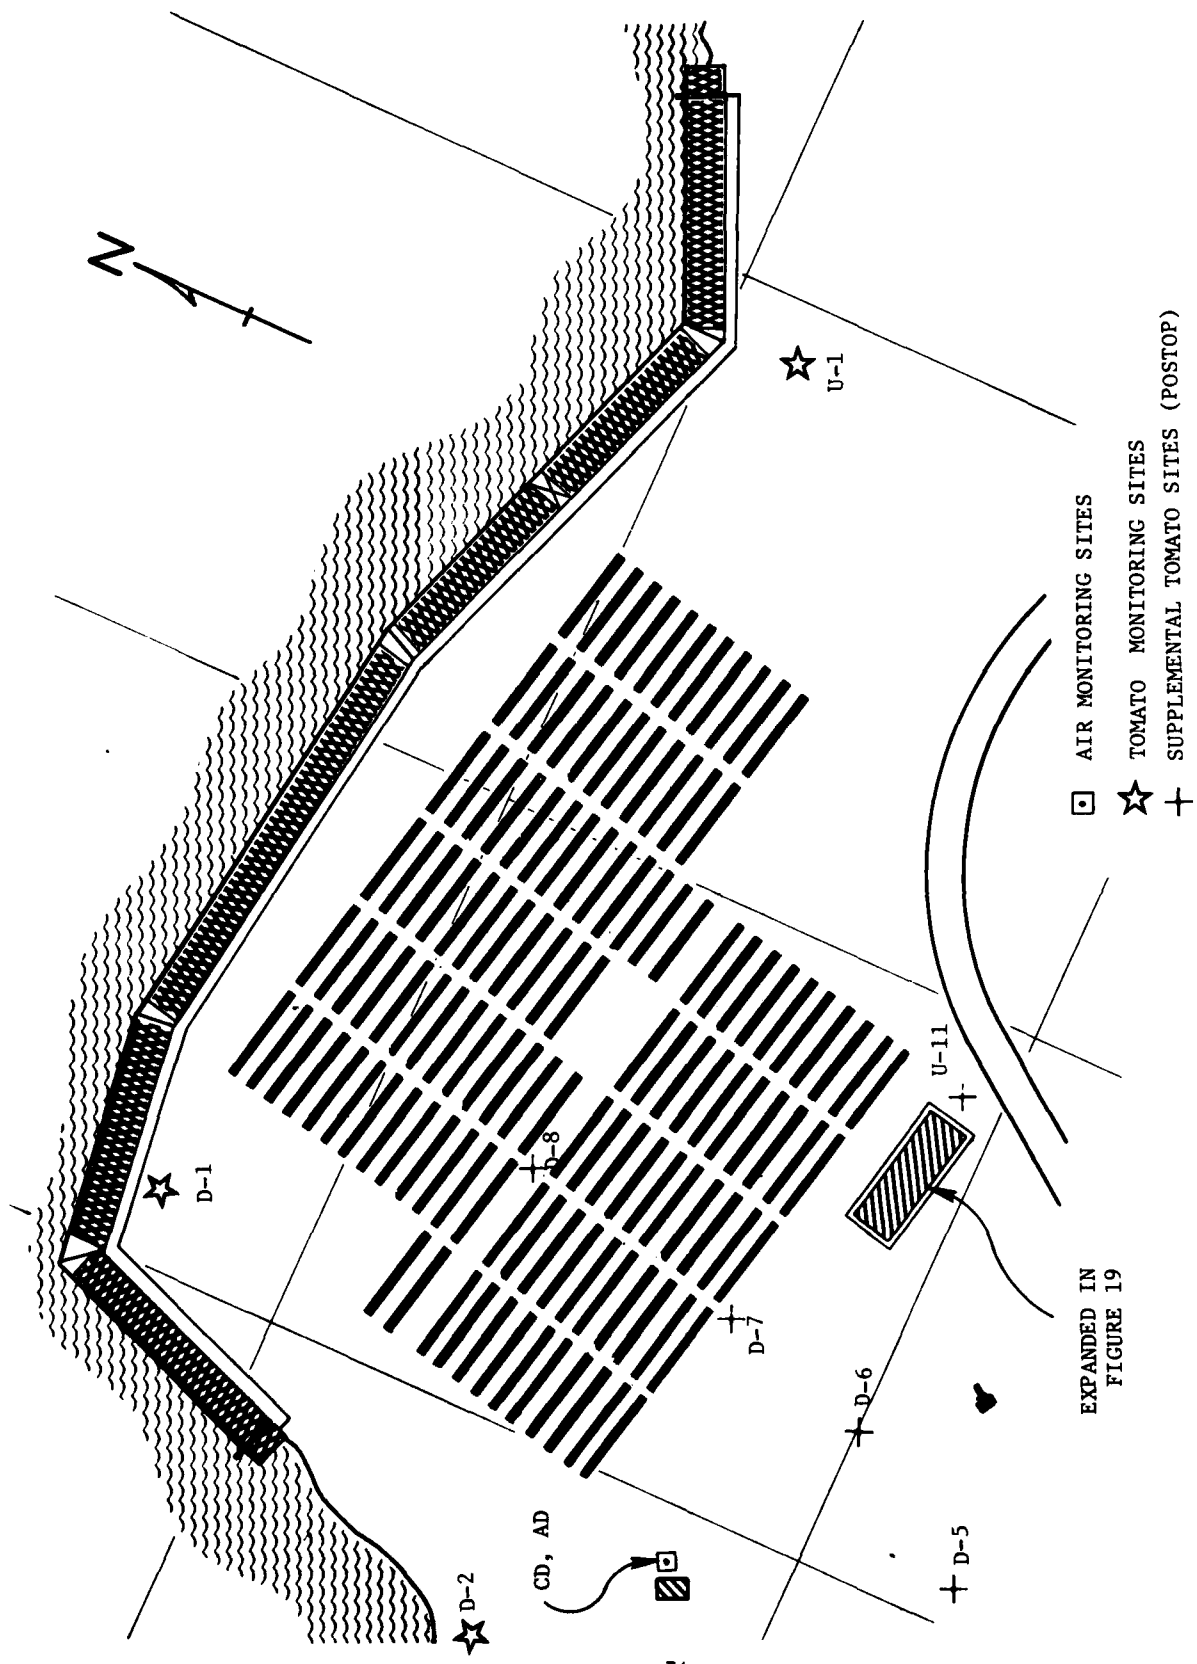 N
D-1
U-1
D-8
D-7
U-11
D-6
D-5
D-2
CD, AD
EXPANDED IN
FIGURE 19
AIR MONITORING SITES
TOMATO MONITORING SITES
SUPPLEMENTAL TOMATO SITES (POSTOP)